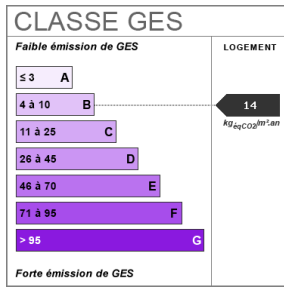 CLASSE GES
Faible émission de GES
LOGEMENT
≤ 3 A
4 à 10 B
14
kgéqCO2/m².an
11 à 25 C
26 à 45 D
46 à 70 E
71 à 95 F
> 95 G
Forte émission de GES